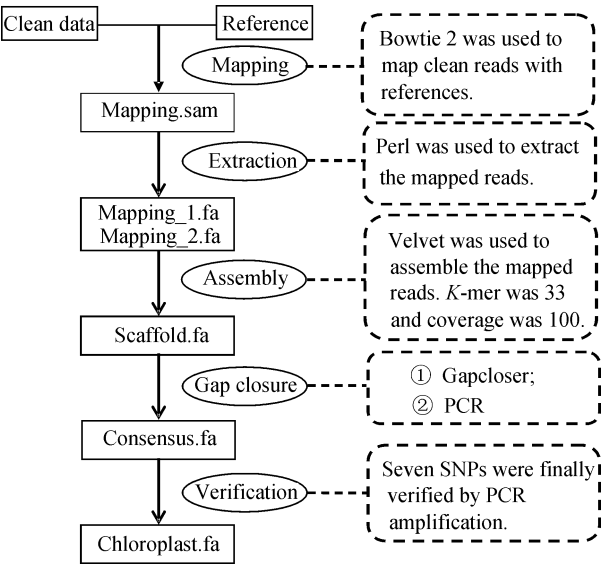 Clean data
Reference
Mapping
Bowtie 2 was used to
map clean reads with
references.
Mapping.sam
Extraction
Perl was used to extract
the mapped reads.
Mapping_1.fa
Mapping_2.fa
Assembly
Velvet was used to
assemble the mapped
reads. K-mer was 33
and coverage was 100.
Scaffold.fa
Gap closure
① Gapcloser;
② PCR
Consensus.fa
Verification
Seven SNPs were finally
verified by PCR
amplification.
Chloroplast.fa